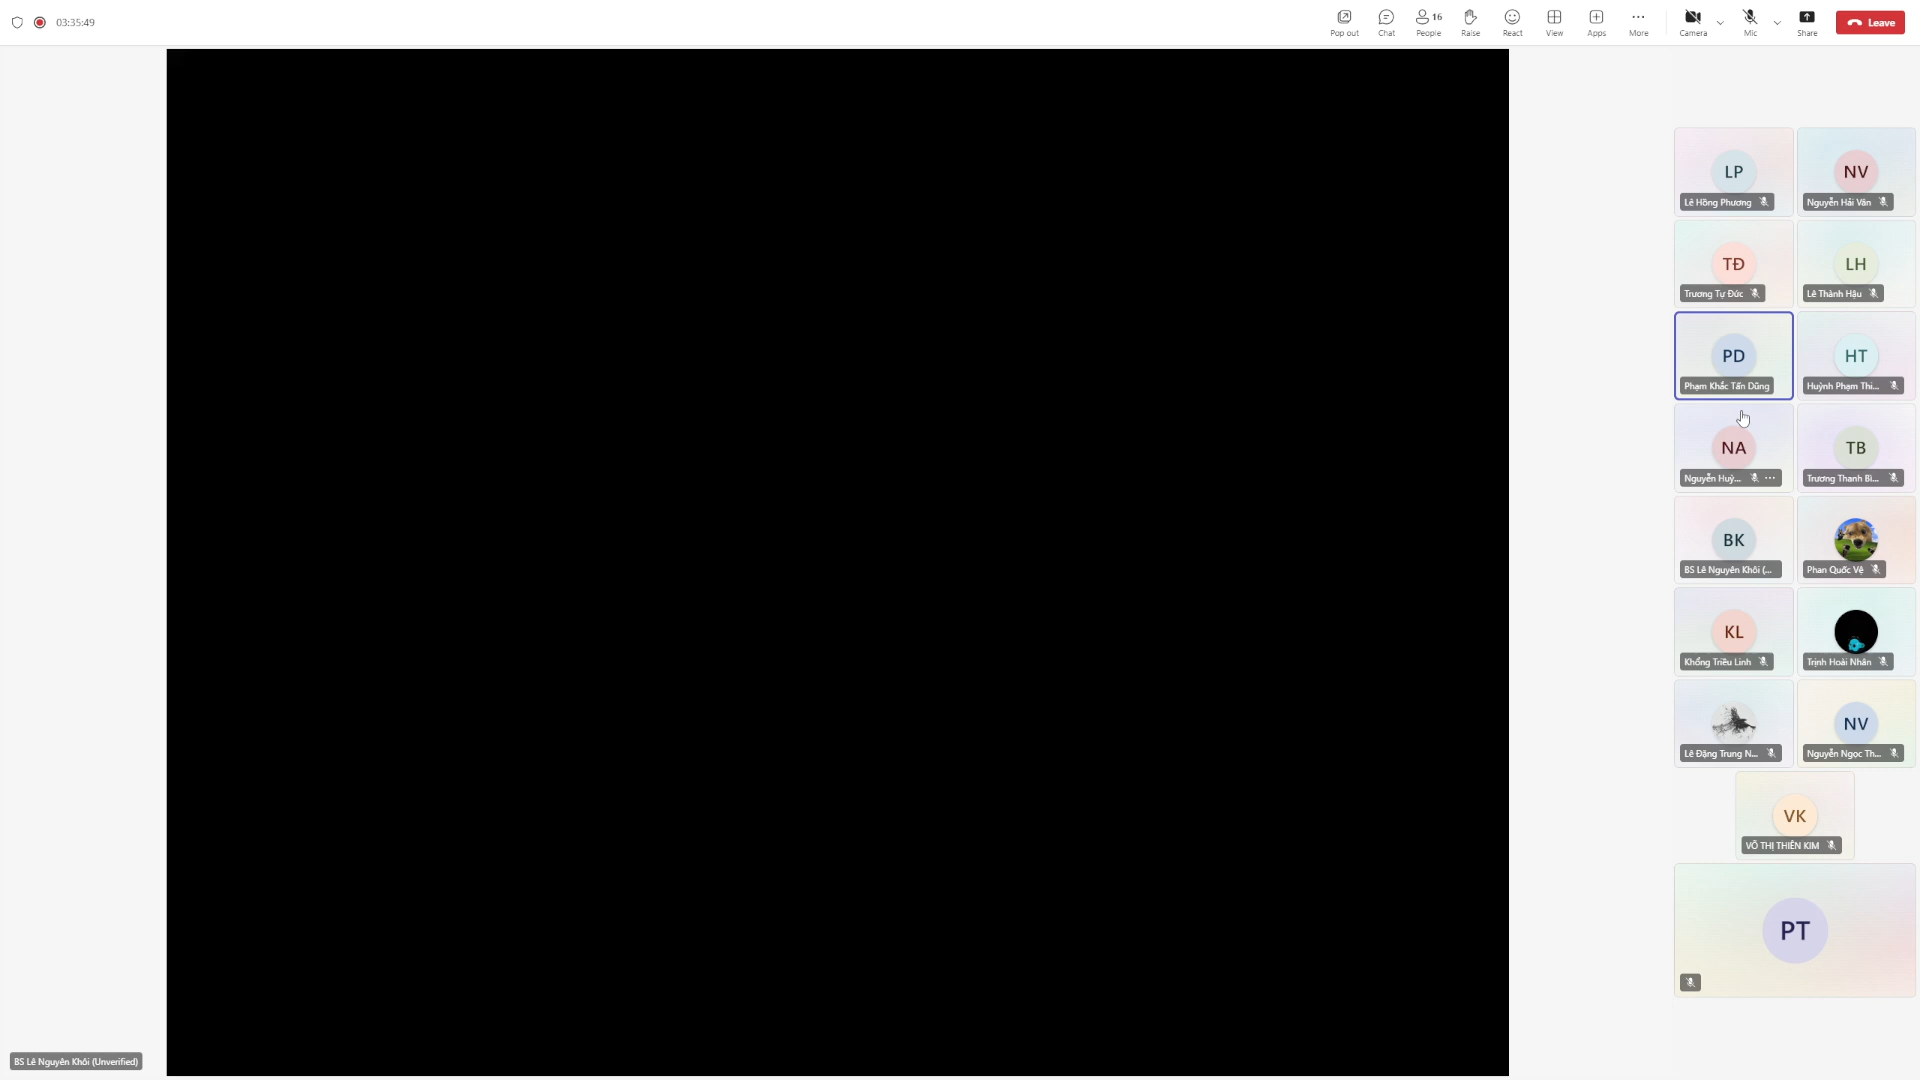 03:35:49
Pop out
Chat
16
People
Raise
React
View
Apps
More
Camera
Mic
Share
Leave
LP
Lê Hồng Phương
NV
Nguyễn Hải Vân
TĐ
Trương Tự Đức
LH
Lê Thành Hậu
PD
Phạm Khắc Tấn Dũng
HT
Huỳnh Phạm Thi...
NA
Nguyễn Huỳ...
TB
Trương Thanh Bì...
BK
BS Lê Nguyên Khôi (...
Phan Quốc Vệ
KL
Khổng Triều Linh
Trịnh Hoài Nhân
Lê Đặng Trung N...
NV
Nguyễn Ngọc Th...
VK
VÕ THỊ THIÊN KIM
PT
BS Lê Nguyên Khôi (Unverified)